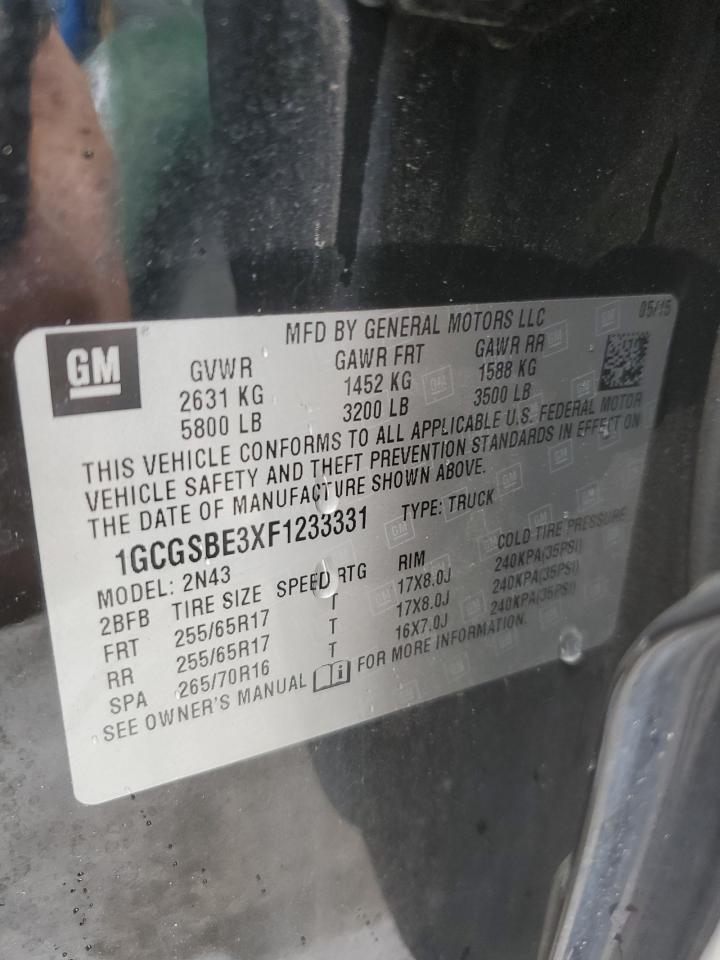 GM®
MFD BY GENERAL MOTORS LLC 05/15
GVWR GAWR FRT GAWR RR
2631 KG 1452 KG 1588 KG
5800 LB 3200 LB 3500 LB
THIS VEHICLE CONFORMS TO ALL APPLICABLE U.S. FEDERAL MOTOR
VEHICLE SAFETY AND THEFT PREVENTION STANDARDS IN EFFECT ON
THE DATE OF MANUFACTURE SHOWN ABOVE.
1GCGSBE3XF1233331 TYPE: TRUCK
MODEL: 2N43
2BFB TIRE SIZE SPEED RTG RIM COLD TIRE PRESSURE
FRT 255/65R17 T 17X8.0J 240KPA(35PSI)
RR 255/65R17 T 17X8.0J 240KPA(35PSI)
SPA 265/70R16 T 16X7.0J 240KPA(35PSI)
SEE OWNER'S MANUAL i FOR MORE INFORMATION.